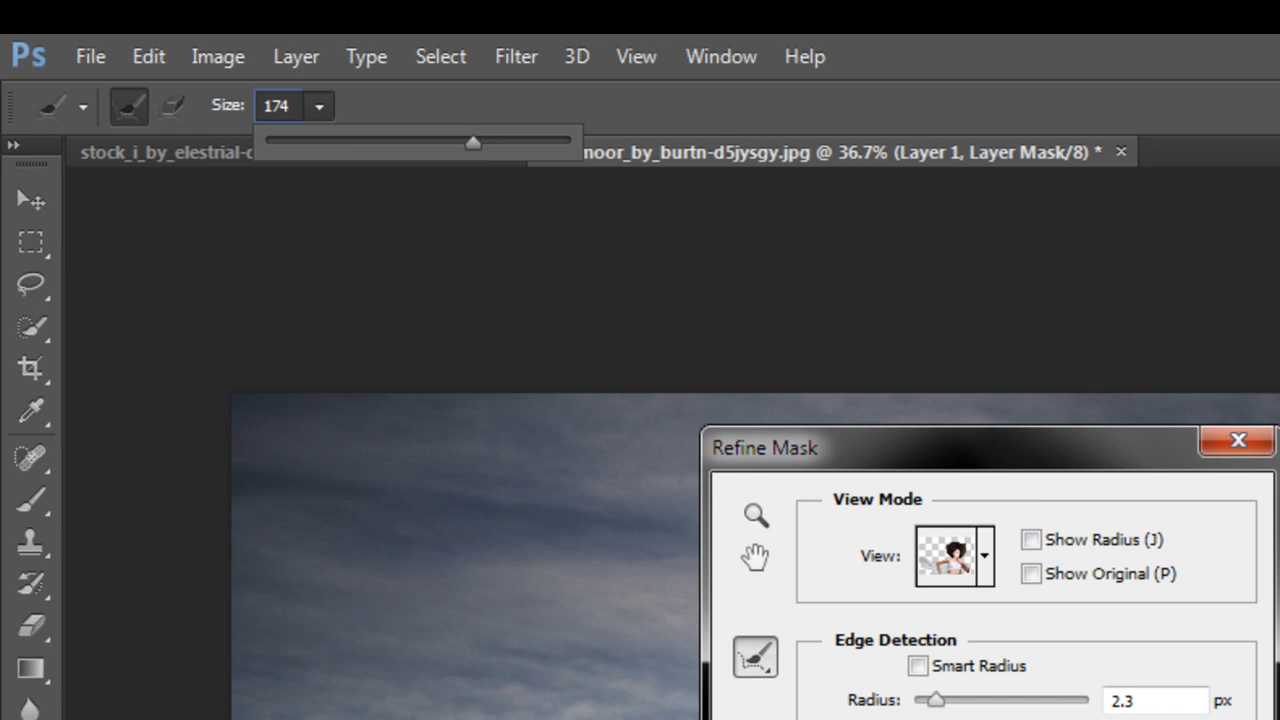 Ps File Edit Image Layer Type Select Filter 3D View Window Help
Size: 174
stock_i_by_elestrial-
noor_by_burtn-d5jysgy.jpg @ 36.7% (Layer 1, Layer Mask/8) * ×
Refine Mask
View Mode
View:
Show Radius (J)
Show Original (P)
Edge Detection
Smart Radius
Radius: 2.3 px